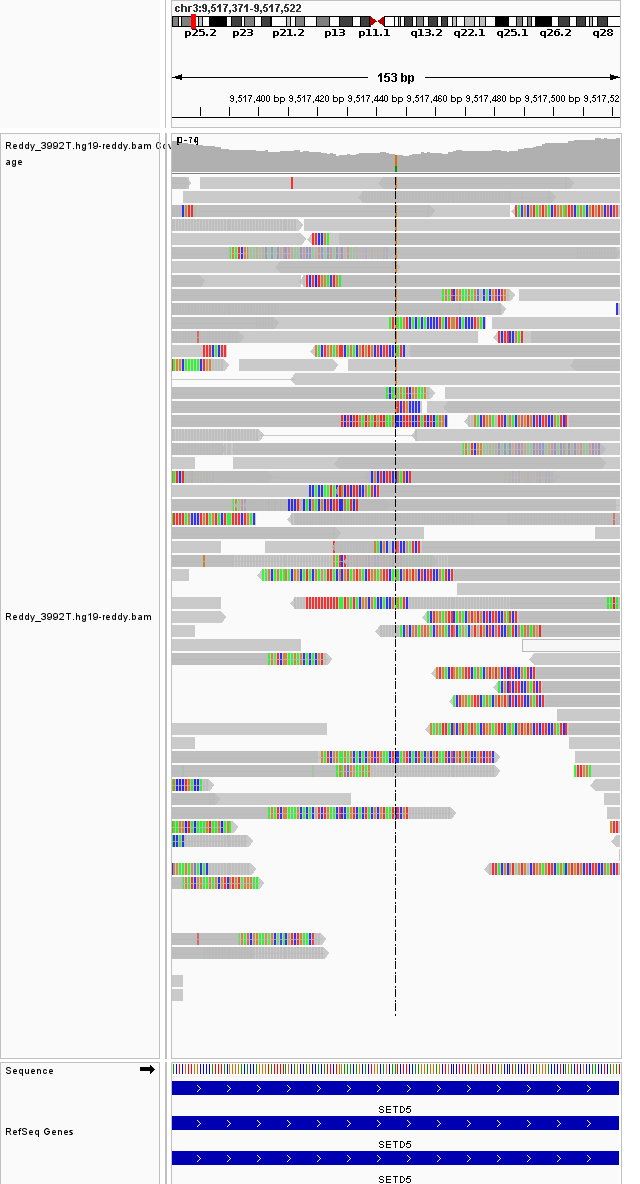 chr3:9,517,371-9,517,522
p25.2 p23 p21.2 p13 p11.1 q13.2 q22.1 q25.1 q26.2 q28
153 bp
9,517,400 bp 9,517,420 bp 9,517,440 bp 9,517,460 bp 9,517,480 bp 9,517,500 bp 9,517,52
Reddy_3992T.hg19-reddy.bam Cov
age
Reddy_3992T.hg19-reddy.bam
Sequence
SETD5
RefSeq Genes
SETD5
SETD5